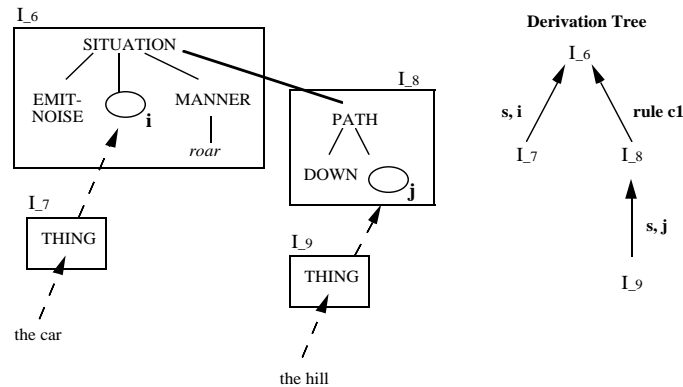 I_6
SITUATION
EMIT-
NOISE
i
MANNER
roar
I_8
PATH
DOWN
j
I_7
THING
the car
I_9
THING
the hill
Derivation Tree
I_6
s, i
rule c1
I_7
I_8
s, j
I_9